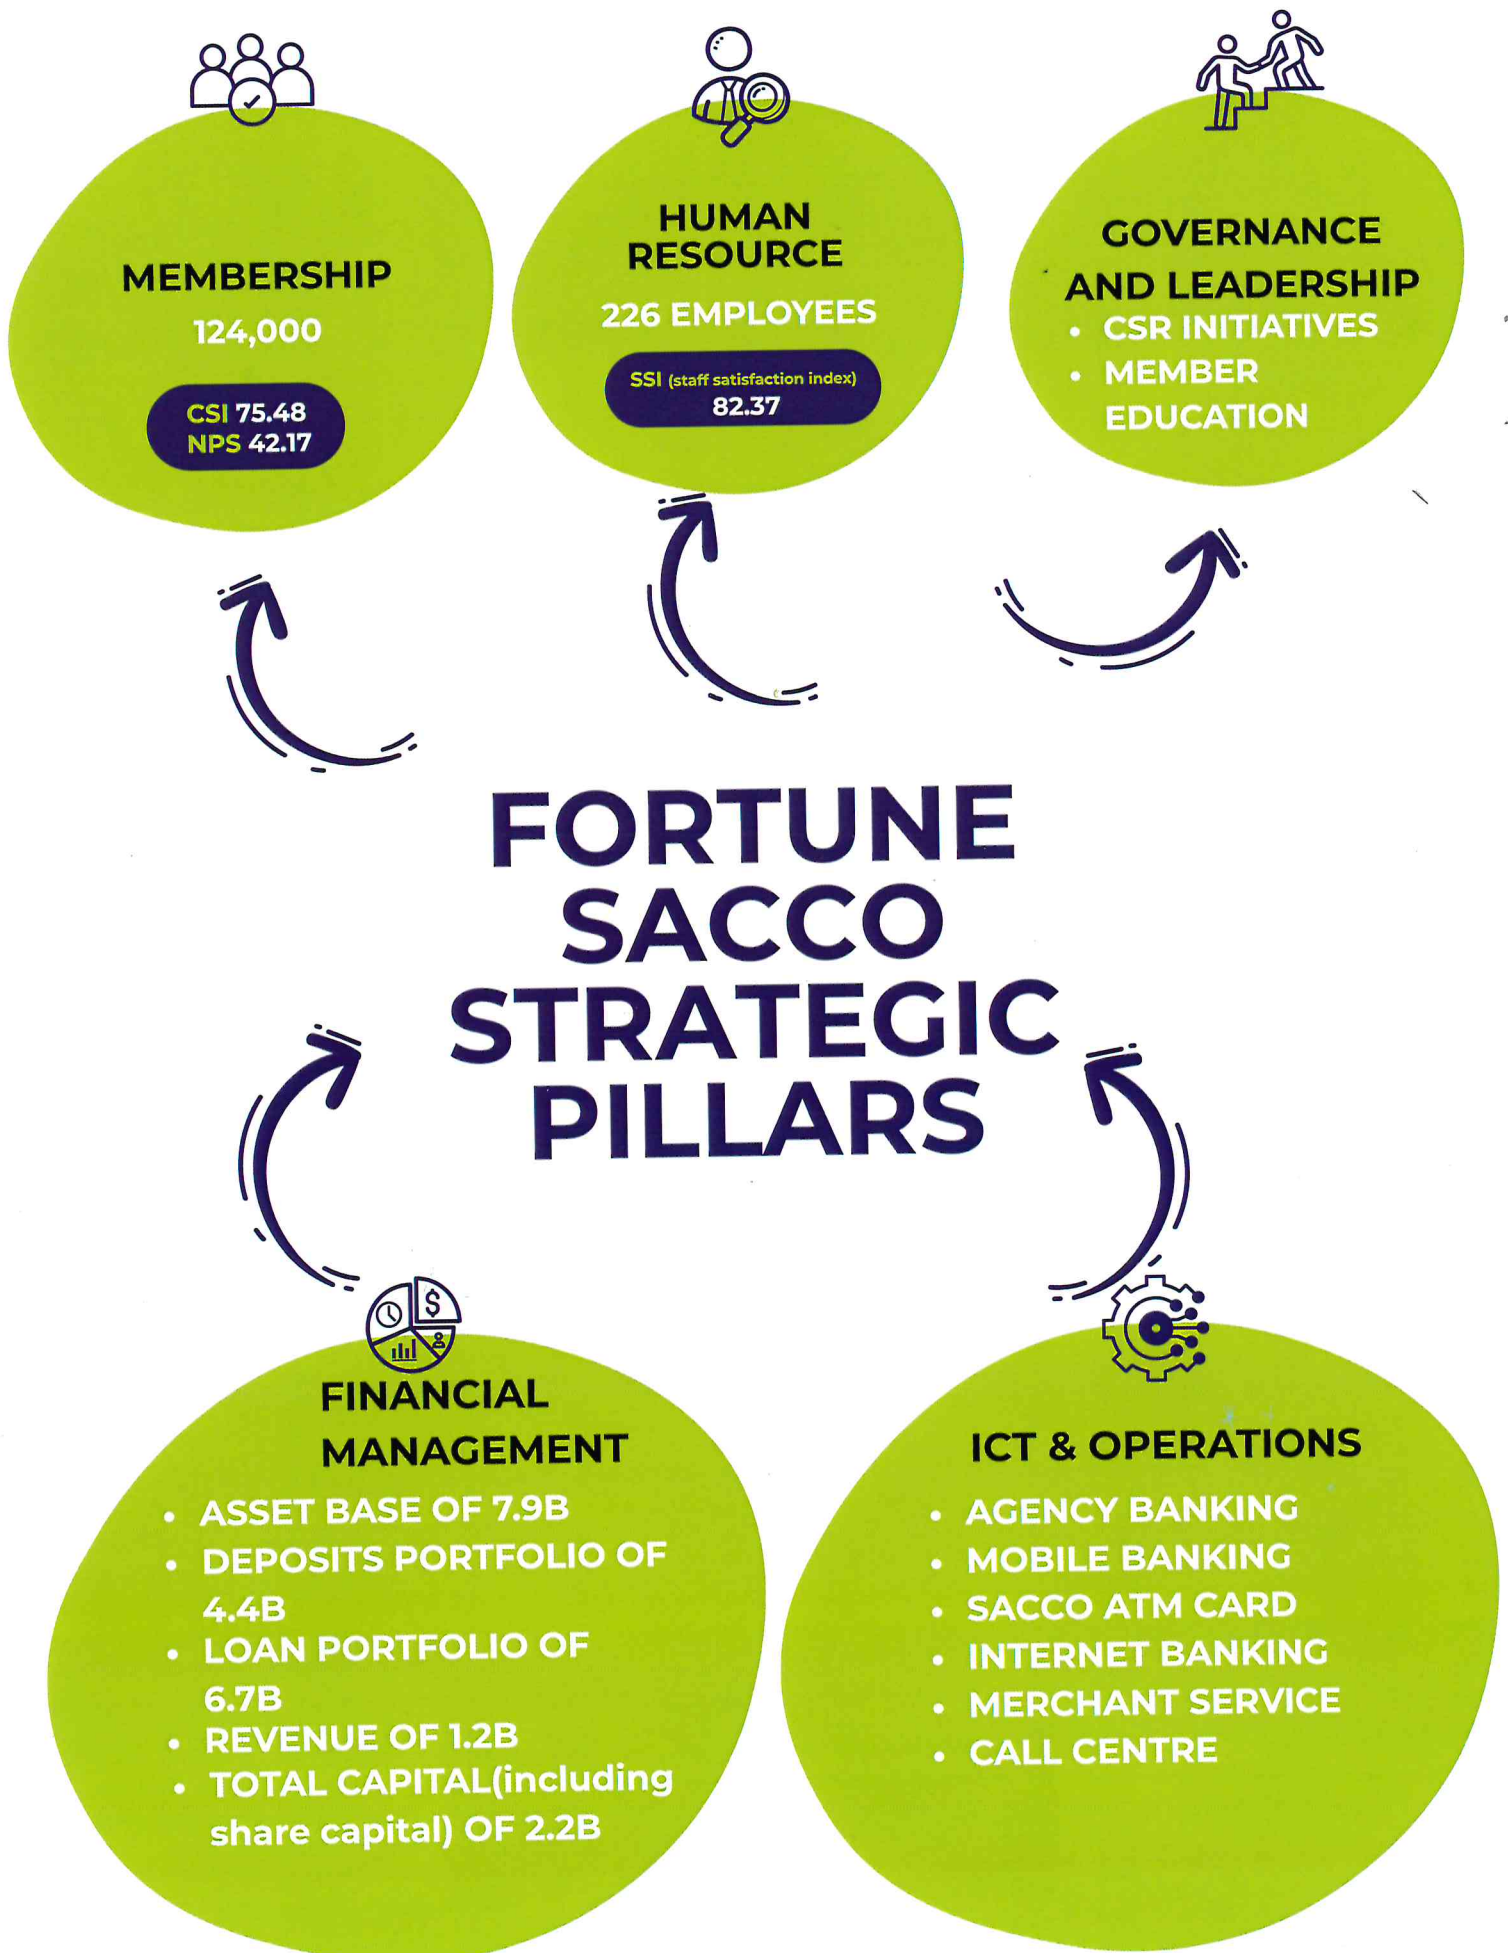 MEMBERSHIP
124,000
CSI 75.48
NPS 42.17
HUMAN
RESOURCE
226 EMPLOYEES
SSI (staff satisfaction index)
82.37
GOVERNANCE
AND LEADERSHIP
• CSR INITIATIVES
• MEMBER
EDUCATION
FORTUNE
SACCO
STRATEGIC
PILLARS
$
FINANCIAL
MANAGEMENT
• ASSET BASE OF 7.9B
• DEPOSITS PORTFOLIO OF
4.4B
• LOAN PORTFOLIO OF
6.7B
• REVENUE OF 1.2B
• TOTAL CAPITAL(including
share capital) OF 2.2B
ICT & OPERATIONS
• AGENCY BANKING
• MOBILE BANKING
• SACCO ATM CARD
• INTERNET BANKING
• MERCHANT SERVICE
• CALL CENTRE